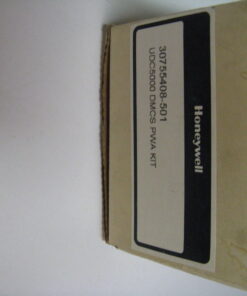 Honeywell
30755408-501
UDC5000 DMCS PWA KIT